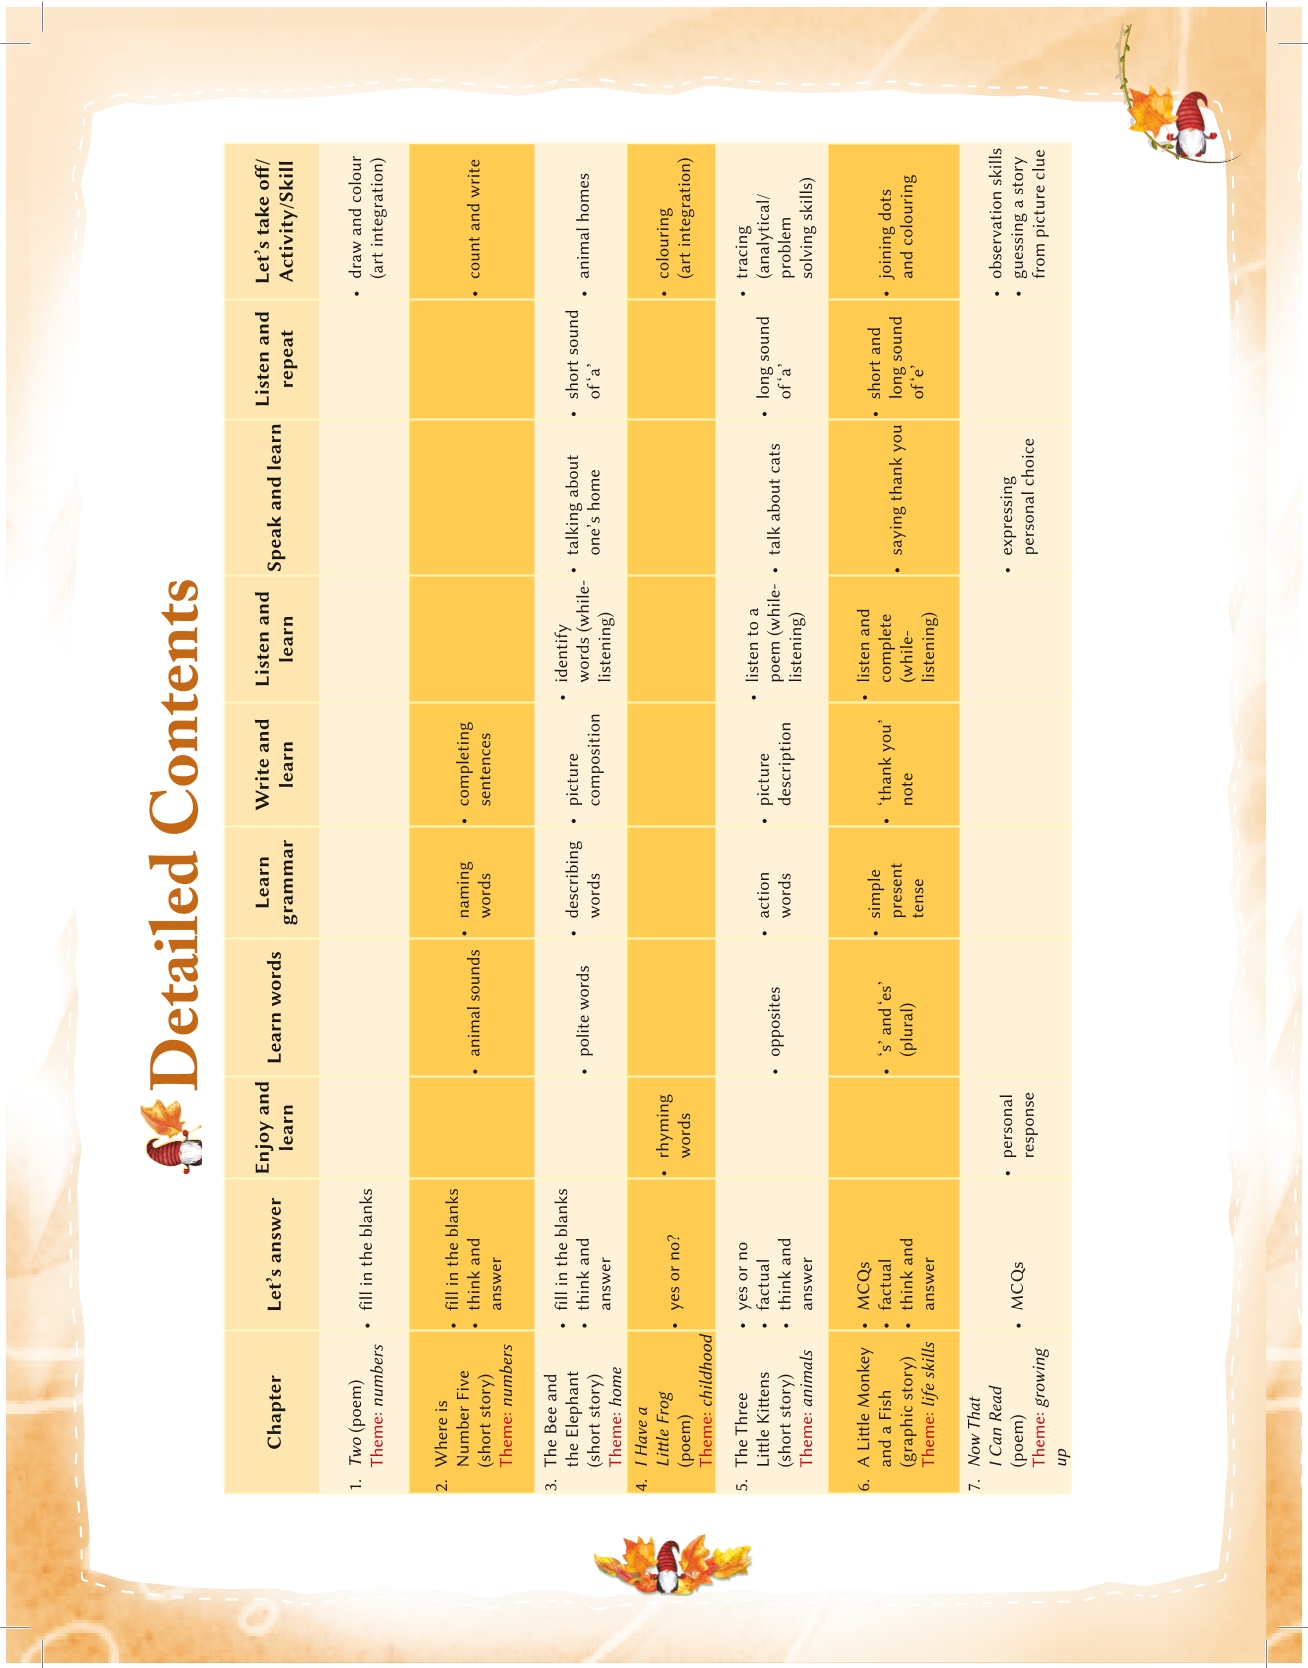 Detailed Contents
Chapter
Let's answer
Enjoy and
learn
Learn words
Learn
grammar
Write and
learn
Listen and
learn
Speak and learn
Listen and
repeat
Let's take off/
Activity/Skill
1. Two (poem)
Theme: numbers
• fill in the blanks
• draw and colour
(art integration)
2. Where is
Number Five
(short story)
Theme: numbers
• fill in the blanks
• think and
answer
• animal sounds
• naming
words
• completing
sentences
• count and write
3. The Bee and
the Elephant
(short story)
Theme: home
• fill in the blanks
• think and
answer
• polite words
• describing
words
• picture
composition
• identify
words (while-
listening)
• talking about
one's home
• short sound
of ‘a’
• animal homes
4. I Have a
Little Frog
(poem)
Theme: childhood
• yes or no?
• rhyming
words
• colouring
(art integration)
5. The Three
Little Kittens
(short story)
Theme: animals
• yes or no
• factual
• think and
answer
• opposites
• action
words
• picture
description
• listen to a
poem (while-
listening)
• talk about cats
• long sound
of ‘a’
• tracing
(analytical/
problem
solving skills)
6. A Little Monkey
and a Fish
(graphic story)
Theme: life skills
• MCQs
• factual
• think and
answer
• ‘s’ and ‘es’
(plural)
• simple
present
tense
• ‘thank you’
note
• listen and
complete
(while-
listening)
• saying thank you
• short and
long sound
of ‘e’
• joining dots
and colouring
7. Now That
I Can Read
(poem)
Theme: growing
up
• MCQs
• personal
response
• expressing
personal choice
• observation skills
• guessing a story
from picture clue